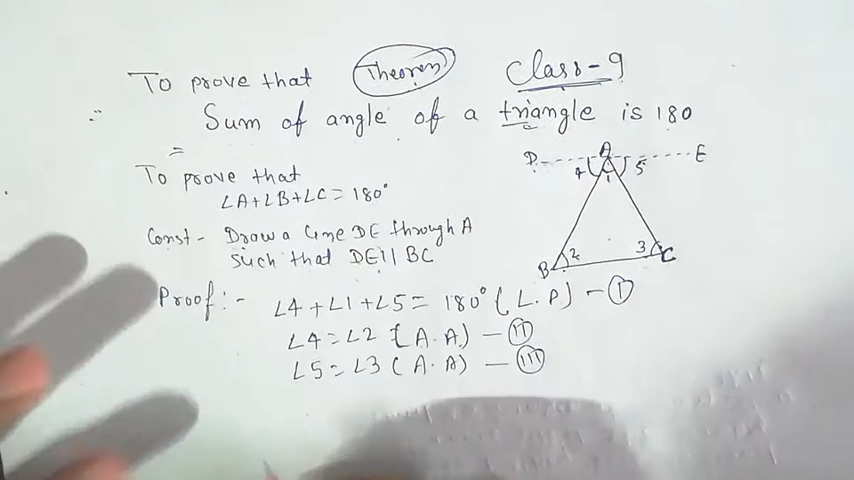 To prove that Theorem Class-9
Sum of angle of a triangle is 180
To prove that
∠A+∠B+∠C=180°
Const- Draw a line DE through A
such that DE||BC
Proof:- ∠4+∠1+∠5=180° (L.P) - I
∠4=∠2 (A.A) - II
∠5=∠3 (A.A) - III
D A E
4 1 5
B 2 3 C